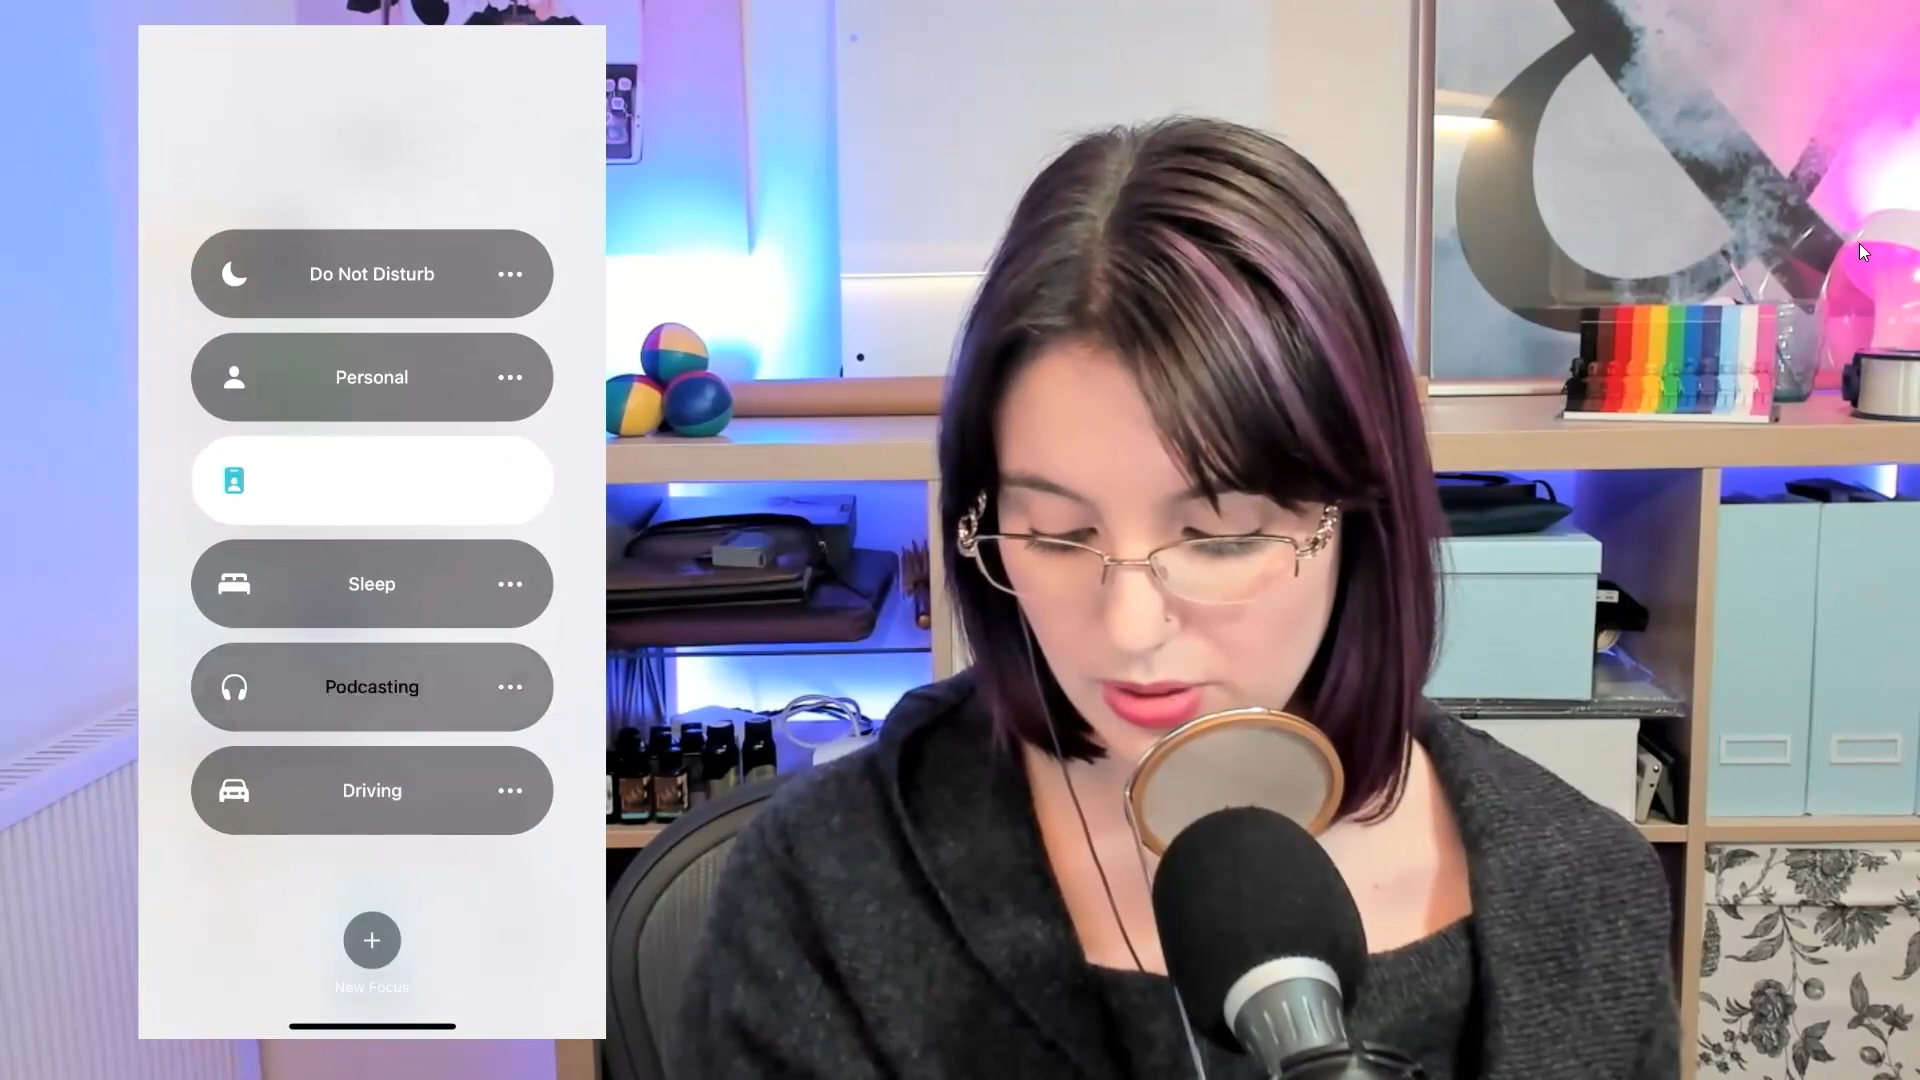 Do Not Disturb
Personal
Sleep
Podcasting
Driving
New Focus